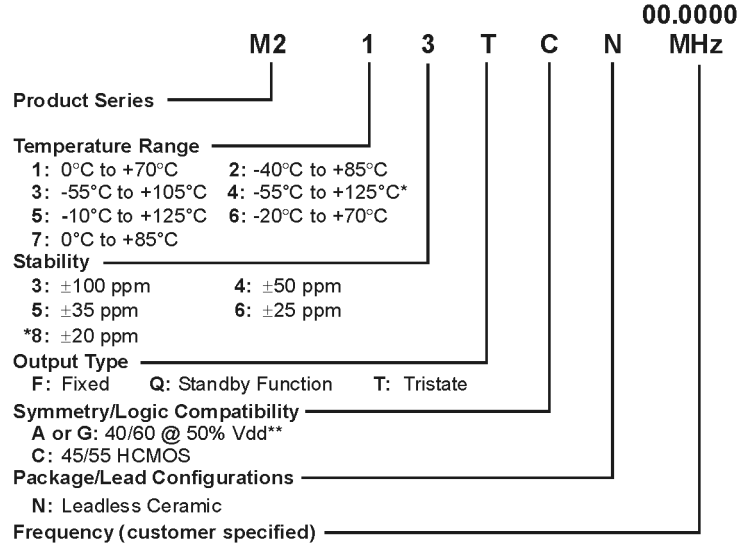 00.0000
M2 1 3 T C N MHz
Product Series
Temperature Range
1: 0°C to +70°C 2: -40°C to +85°C
3: -55°C to +105°C 4: -55°C to +125°C*
5: -10°C to +125°C 6: -20°C to +70°C
7: 0°C to +85°C
Stability
3: ±100 ppm 4: ±50 ppm
5: ±35 ppm 6: ±25 ppm
*8: ±20 ppm
Output Type
F: Fixed Q: Standby Function T: Tristate
Symmetry/Logic Compatibility
A or G: 40/60 @ 50% Vdd**
C: 45/55 HCMOS
Package/Lead Configurations
N: Leadless Ceramic
Frequency (customer specified)